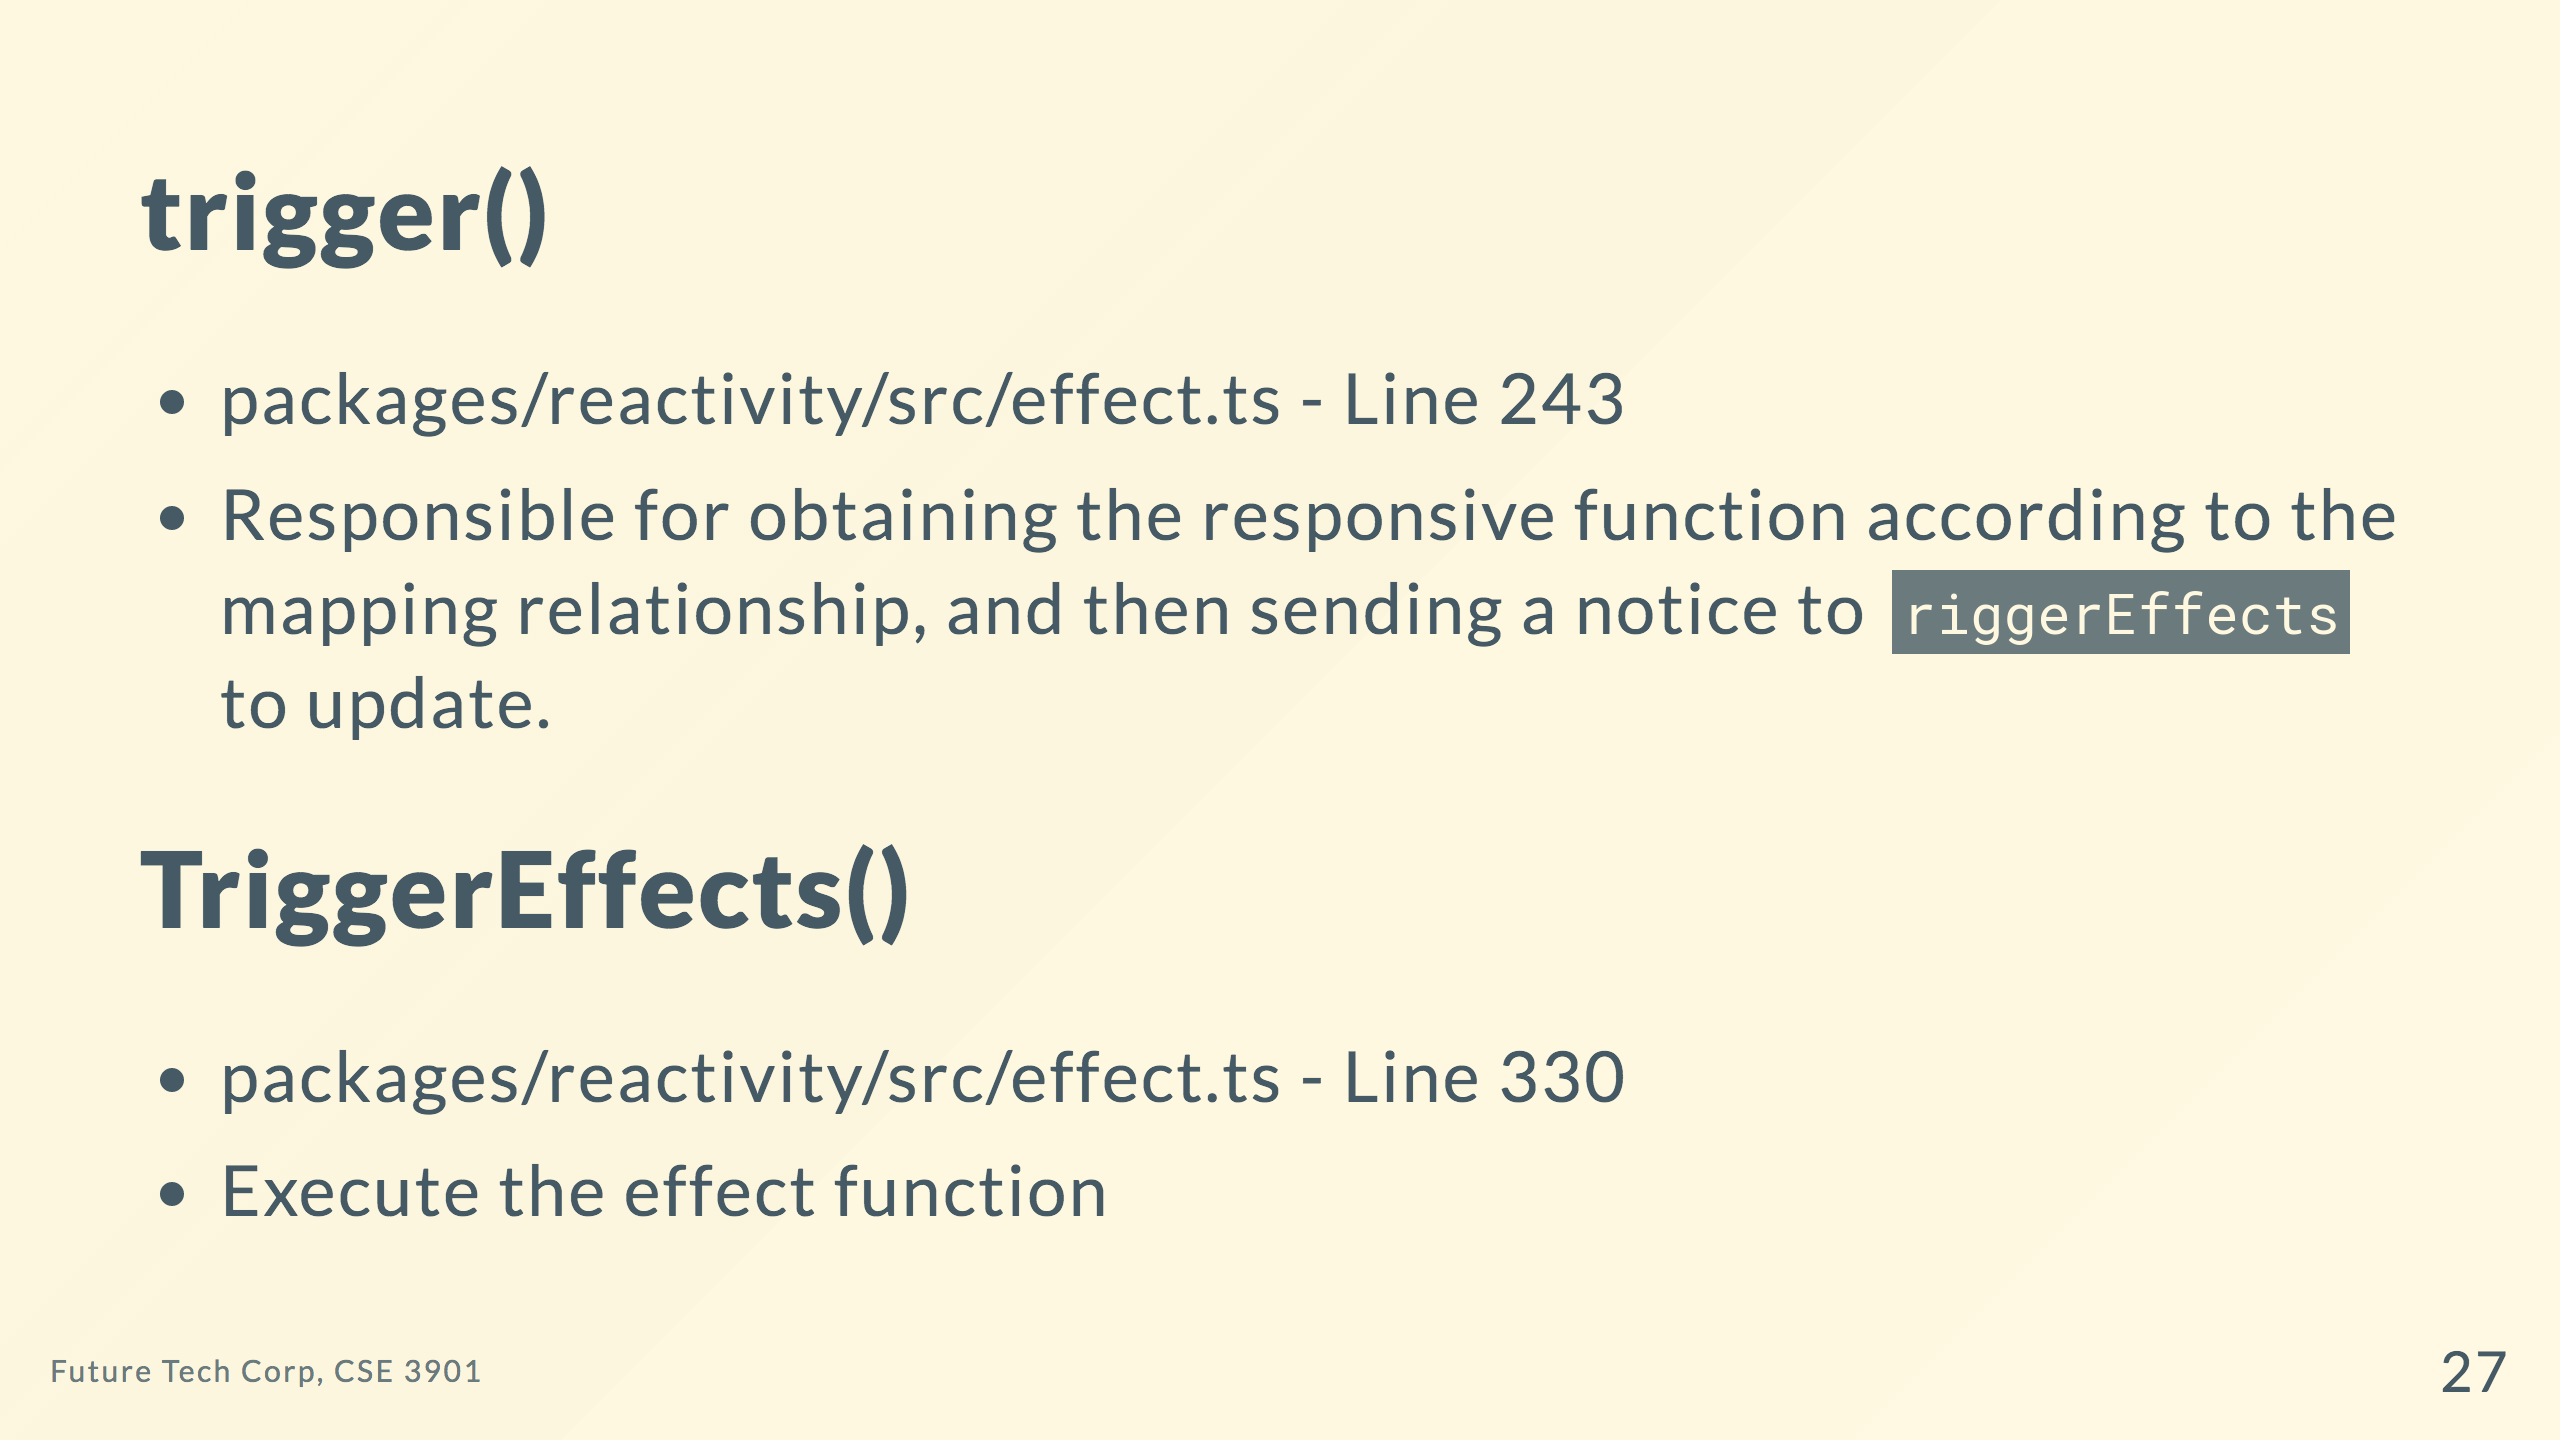 trigger()
• packages/reactivity/src/effect.ts - Line 243
• Responsible for obtaining the responsive function according to the
mapping relationship, and then sending a notice to riggerEffects
to update.
TriggerEffects()
• packages/reactivity/src/effect.ts - Line 330
• Execute the effect function
Future Tech Corp, CSE 3901
27